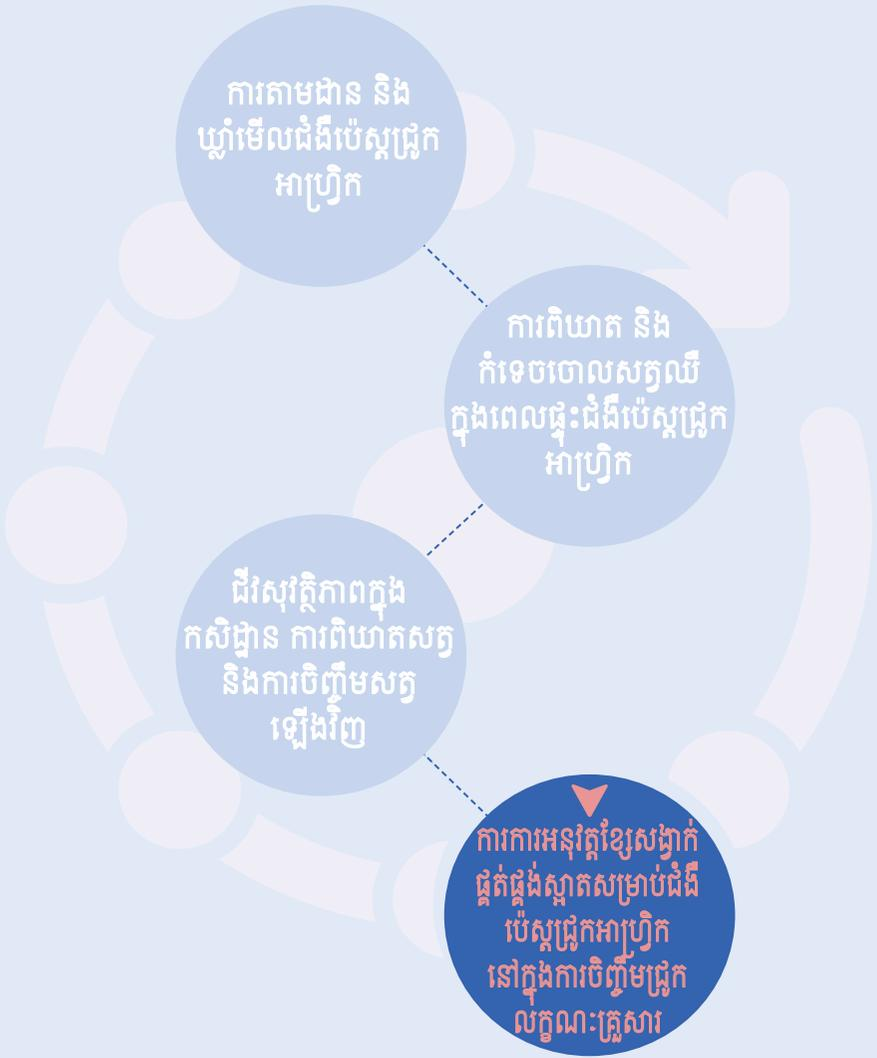 ការតាមដាន និង
ឃ្លាំមើលជំងឺប៉េស្តជ្រូក
អាហ្វ្រិក
ការពិឃាត និង
កំទេចចោលសត្វឈឺ
ក្នុងពេលផ្ទុះជំងឺប៉េស្តជ្រូក
អាហ្វ្រិក
ជីវសុវត្ថិភាពក្នុង
កសិដ្ឋាន ការពិឃាតសត្វ
និងការចិញ្ចឹមសត្វ
ឡើងវិញ
ការការអនុវត្តខ្សែសង្វាក់
ផ្គត់ផ្គង់ស្អាតសម្រាប់ជំងឺ
ប៉េស្តជ្រូកអាហ្វ្រិក
នៅក្នុងការចិញ្ចឹមជ្រូក
លក្ខណៈគ្រួសារ